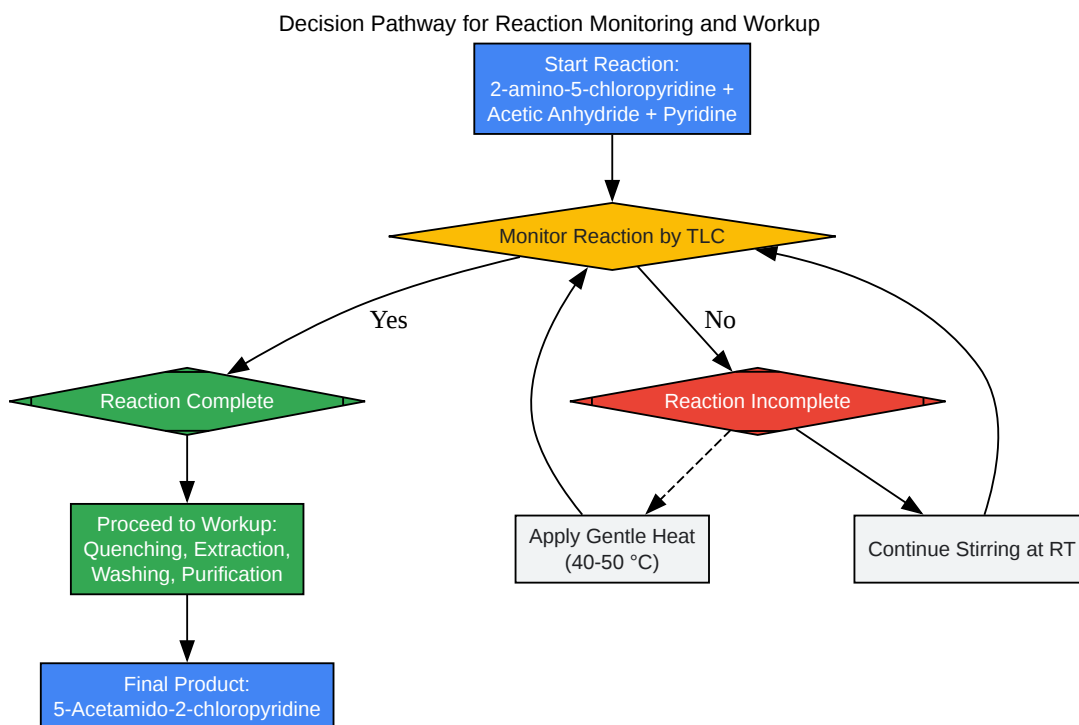 Decision Pathway for Reaction Monitoring and Workup
Start Reaction:
2-amino-5-chloropyridine +
Acetic Anhydride + Pyridine
Monitor Reaction by TLC
Yes
No
Reaction Complete
Reaction Incomplete
Proceed to Workup:
Quenching, Extraction,
Washing, Purification
Apply Gentle Heat
(40-50 °C)
Continue Stirring at RT
Final Product:
5-Acetamido-2-chloropyridine